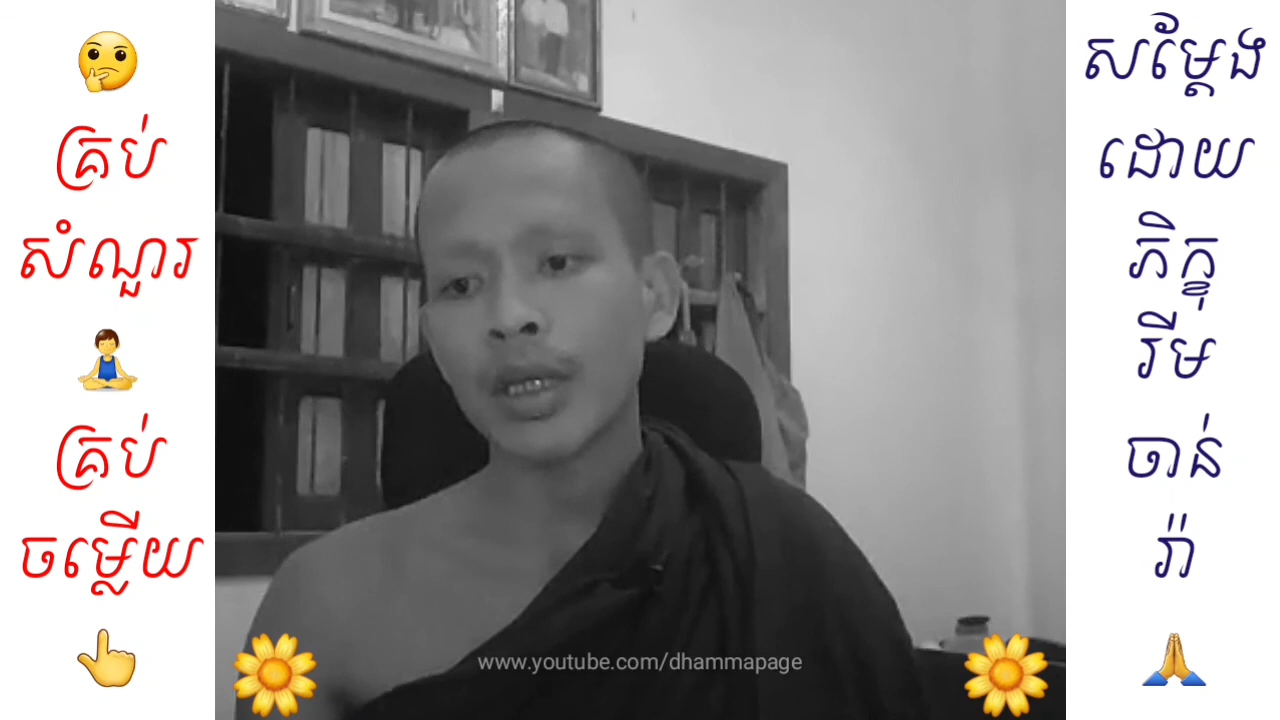 គ្រប់
សំណួរ
គ្រប់
ចម្លើយ
សម្តែង
ដោយ
ភិក្ខុ
រីម
ចាន់
រ៉ា
www.youtube.com/dhammapage